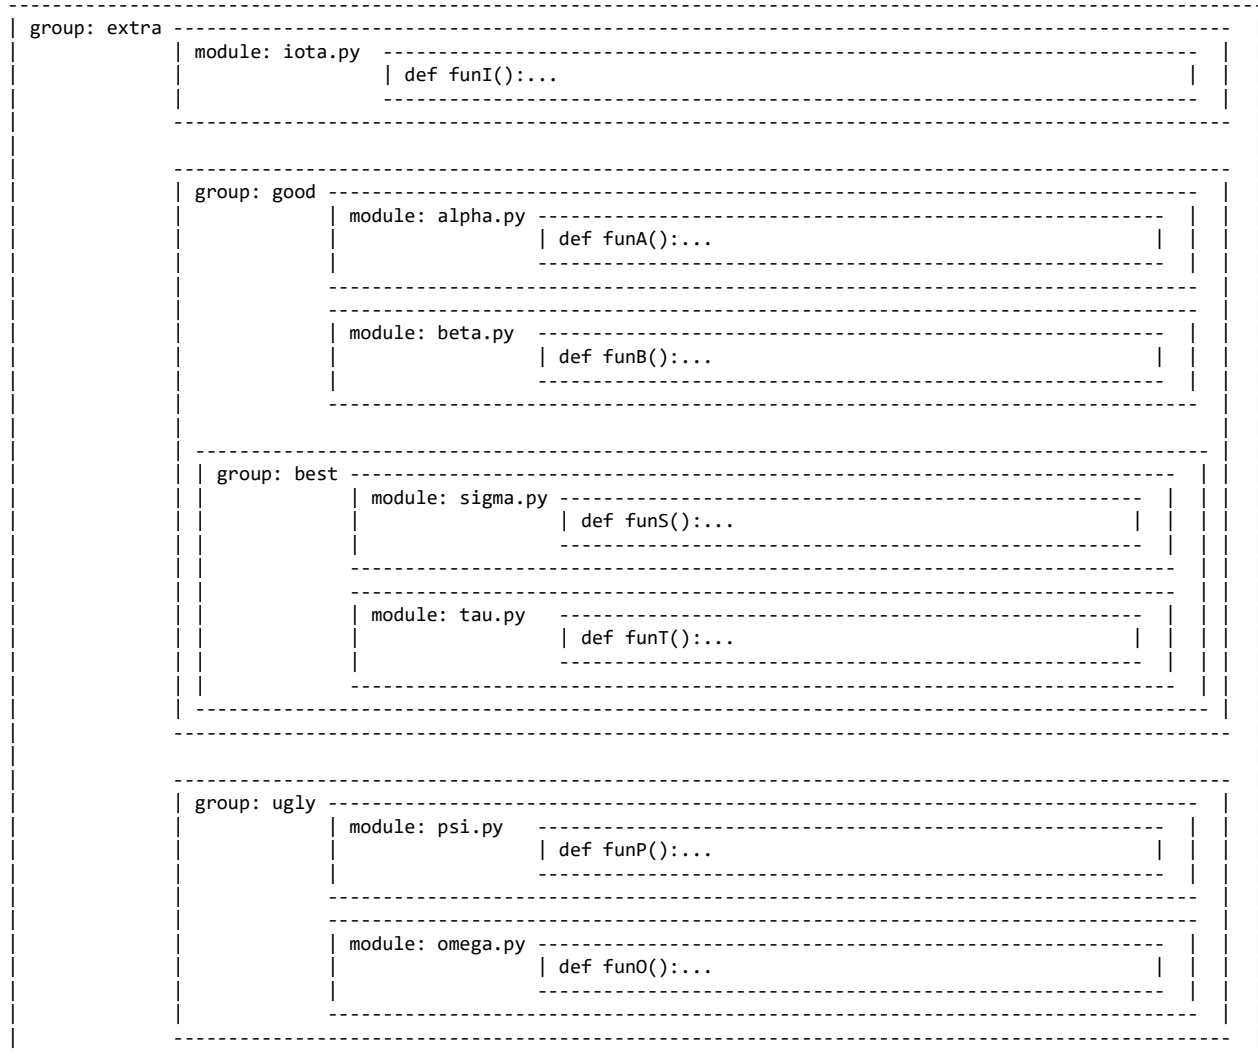 group: extra
module: iota.py
def funI():...
group: good
module: alpha.py
def funA():...
module: beta.py
def funB():...
group: best
module: sigma.py
def funS():...
module: tau.py
def funT():...
group: ugly
module: psi.py
def funP():...
module: omega.py
def funO():...